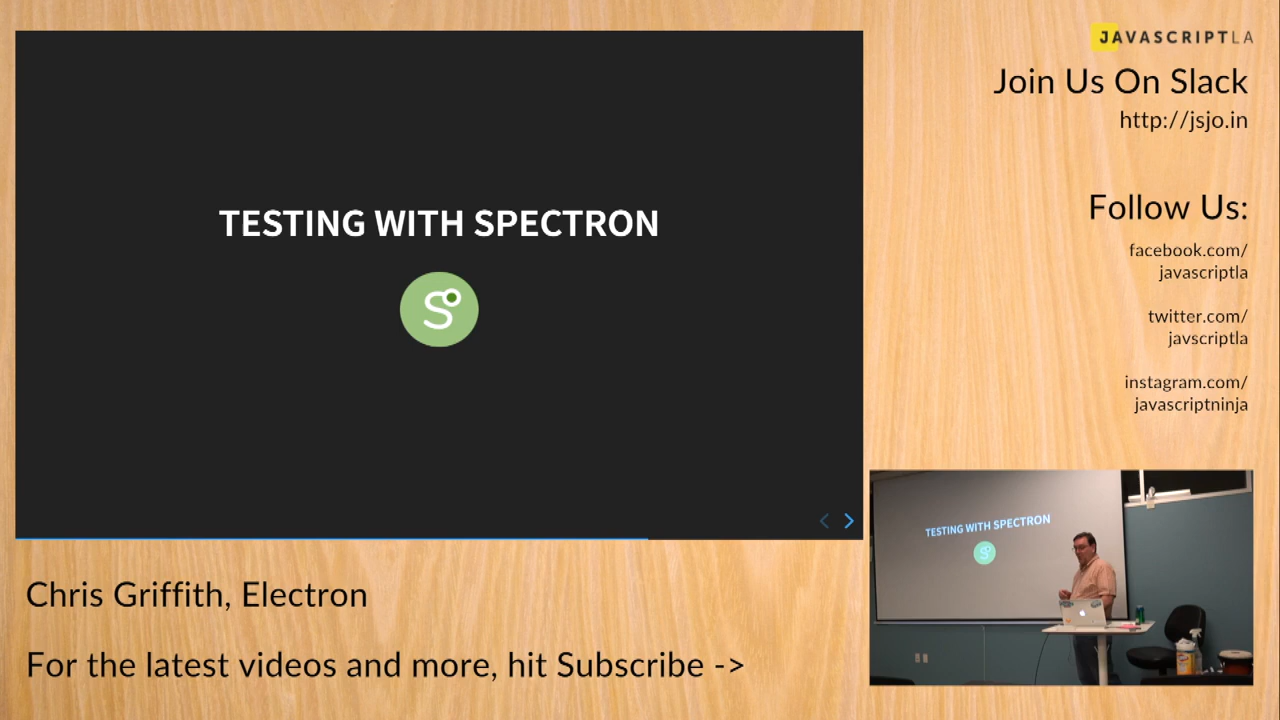 TESTING WITH SPECTRON
S
JAVASCRIPTLA
Join Us On Slack
http://jsjo.in
Follow Us:
facebook.com/
javascriptla
twitter.com/
javscriptla
instagram.com/
javascriptninja
TESTING WITH SPECTRON
S
Chris Griffith, Electron
For the latest videos and more, hit Subscribe ->